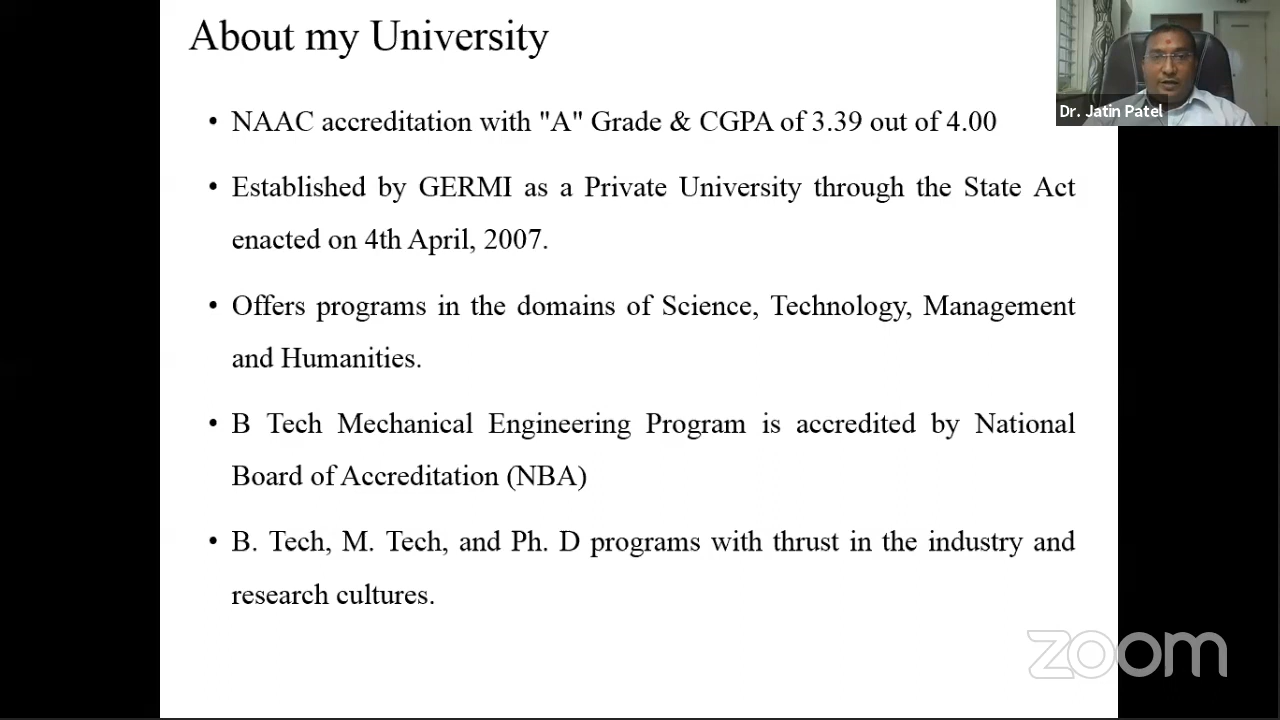 About my University
• NAAC accreditation with "A" Grade & CGPA of 3.39 out of 4.00
• Established by GERMI as a Private University through the State Act
enacted on 4th April, 2007.
• Offers programs in the domains of Science, Technology, Management
and Humanities.
• B Tech Mechanical Engineering Program is accredited by National
Board of Accreditation (NBA)
• B. Tech, M. Tech, and Ph. D programs with thrust in the industry and
research cultures.
Dr. Jatin Patel
zoom